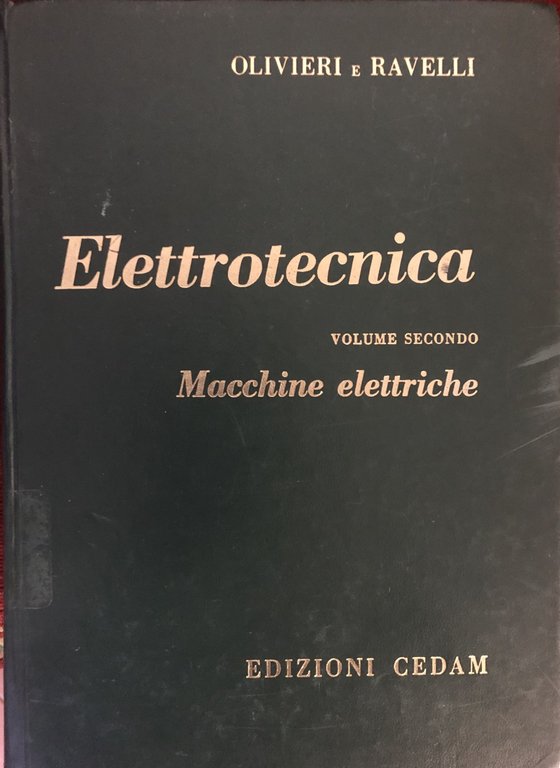 OLIVIERI E RAVELLI
Elettrotecnica
VOLUME SECONDO
Macchine elettriche
EDIZIONI CEDAM